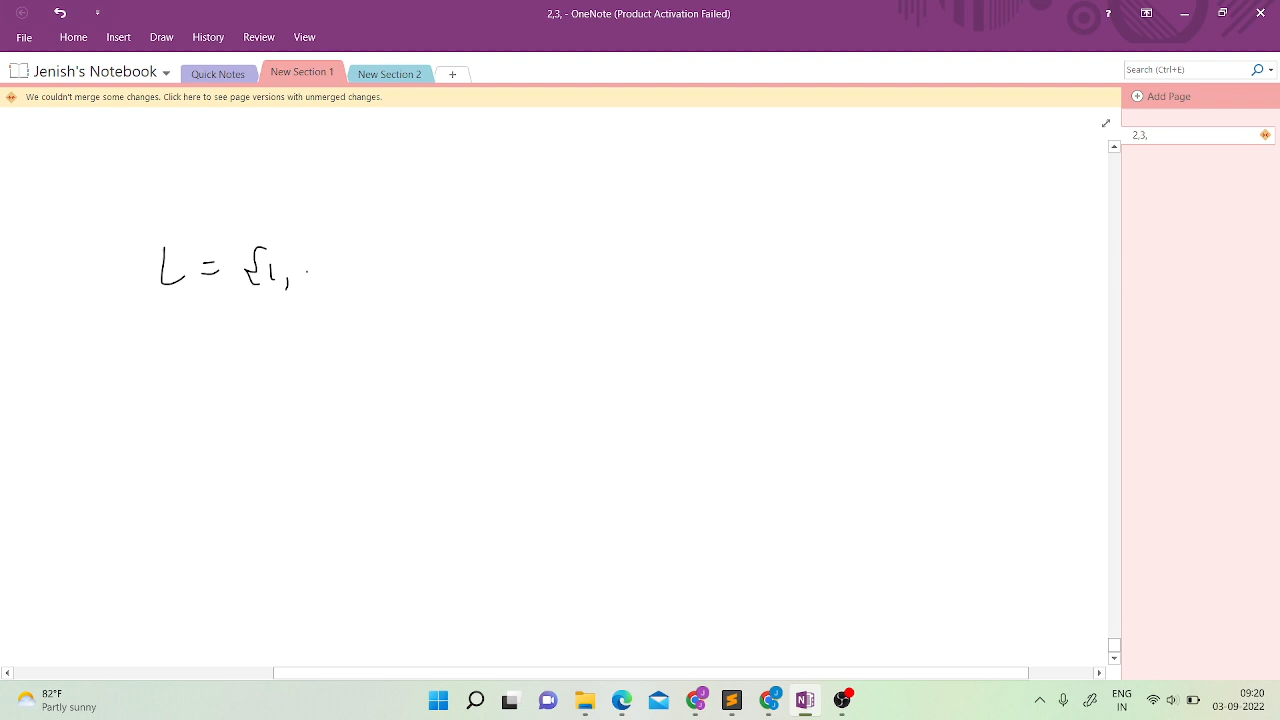 2,3, - OneNote (Product Activation Failed)
?
File Home Insert Draw History Review View
Jenish's Notebook Quick Notes New Section 1 New Section 2 +
Search (Ctrl+E)
We couldn't merge some changes. Click here to see page versions with unmerged changes.
Add Page
2,3,
L = {1,
82°F
Partly sunny
ENG
IN
09:20
03-09-2022